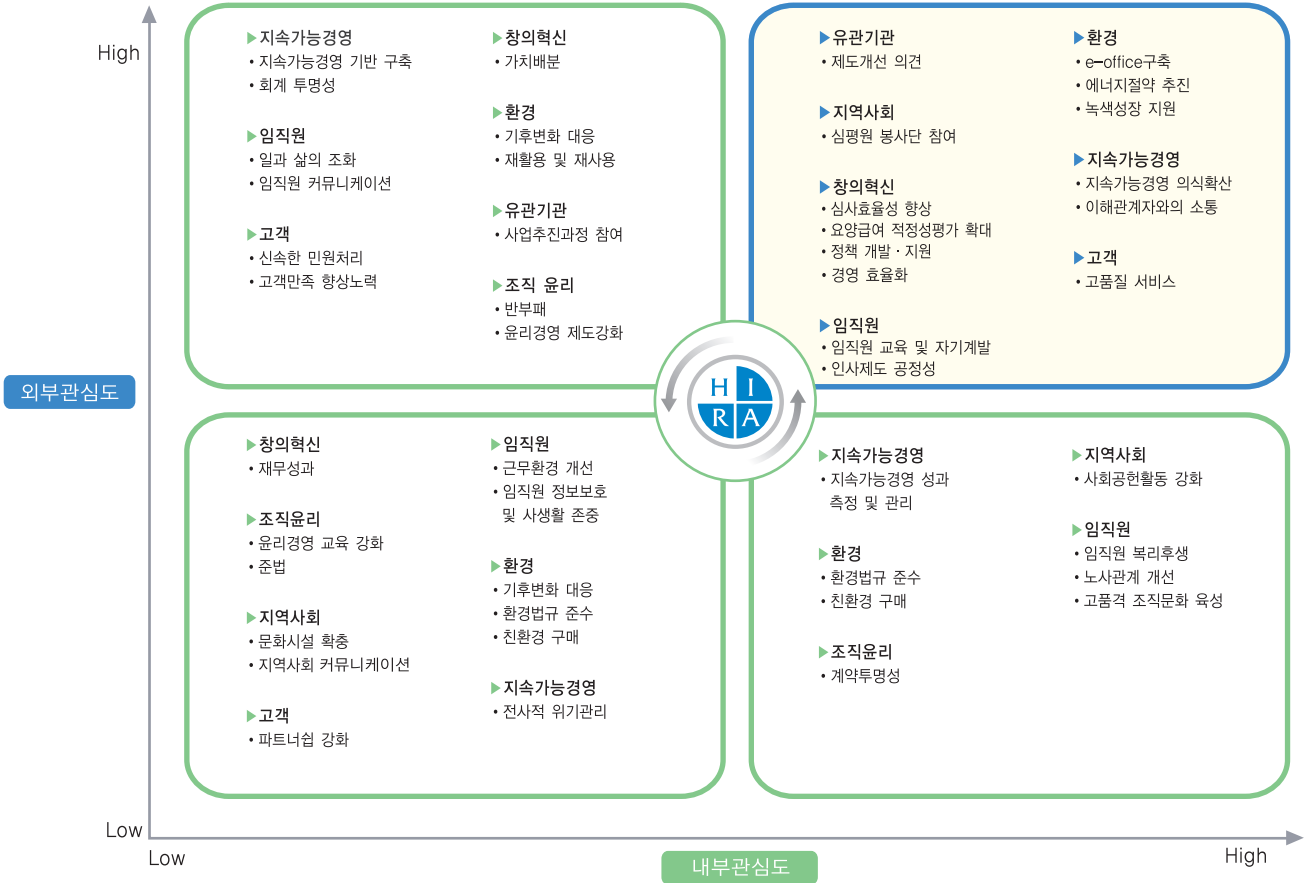 High
▶지속가능경영
• 지속가능경영 기반 구축
• 회계 투명성
▶임직원
• 일과 삶의 조화
• 임직원 커뮤니케이션
▶고객
• 신속한 민원처리
• 고객만족 향상노력
▶창의혁신
• 가치배분
▶환경
• 기후변화 대응
• 재활용 및 재사용
▶유관기관
• 사업추진과정 참여
▶조직 윤리
• 반부패
• 윤리경영 제도강화
▶유관기관
• 제도개선 의견
▶지역사회
• 심평원 봉사단 참여
▶창의혁신
• 심사효율성 향상
• 요양급여 적정성평가 확대
• 정책 개발 · 지원
• 경영 효율화
▶임직원
• 임직원 교육 및 자기계발
• 인사제도 공정성
▶환경
• e-office구축
• 에너지절약 추진
• 녹색성장 지원
▶지속가능경영
• 지속가능경영 의식확산
• 이해관계자와의 소통
▶고객
• 고품질 서비스
외부관심도
H I
R A
▶창의혁신
• 재무성과
▶조직윤리
• 윤리경영 교육 강화
• 준법
▶지역사회
• 문화시설 확충
• 지역사회 커뮤니케이션
▶고객
• 파트너쉽 강화
▶임직원
• 근무환경 개선
• 임직원 정보보호
및 사생활 존중
▶환경
• 기후변화 대응
• 환경법규 준수
• 친환경 구매
▶지속가능경영
• 전사적 위기관리
▶지속가능경영
• 지속가능경영 성과
측정 및 관리
▶환경
• 환경법규 준수
• 친환경 구매
▶조직윤리
• 계약투명성
▶지역사회
• 사회공헌활동 강화
▶임직원
• 임직원 복리후생
• 노사관계 개선
• 고품격 조직문화 육성
Low
Low
내부관심도
High